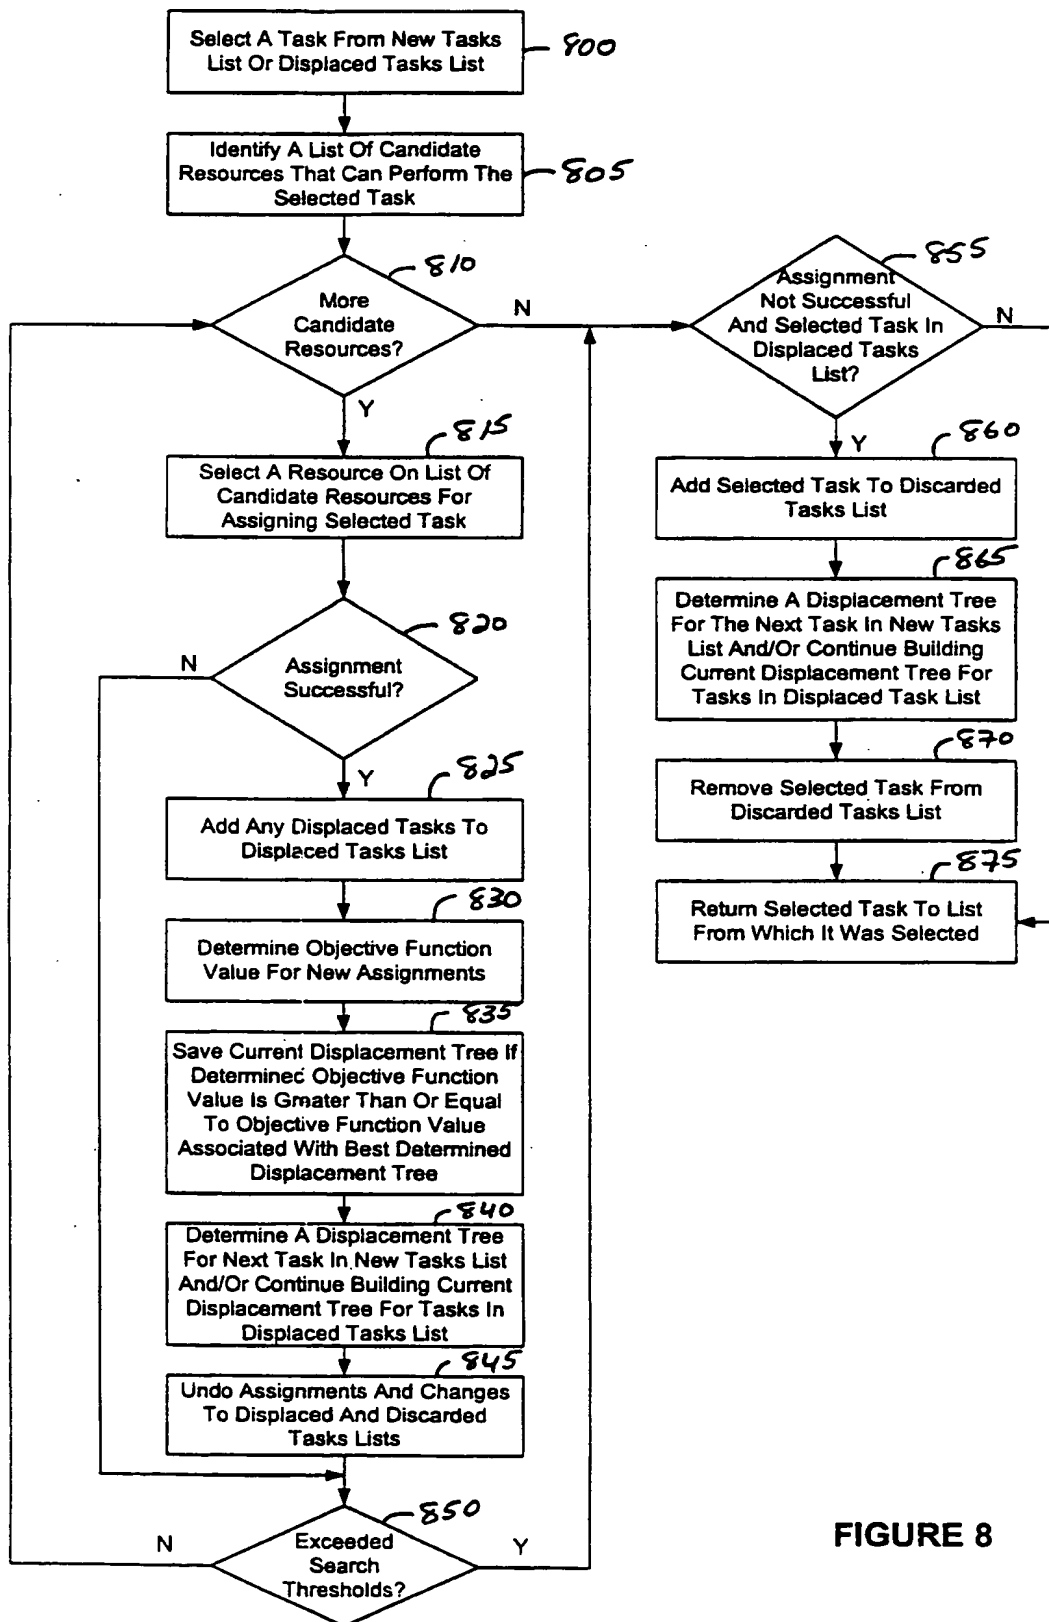 Select A Task From New Tasks
List Or Displaced Tasks List
800
Identify A List Of Candidate
Resources That Can Perform The
Selected Task
805
810
More
Candidate
Resources?
N
Y
815
Select A Resource On List Of
Candidate Resources For
Assigning Selected Task
820
N
Assignment
Successful?
Y
825
Add Any Displaced Tasks To
Displaced Tasks List
830
Determine Objective Function
Value For New Assignments
835
Save Current Displacement Tree If
Determined Objective Function
Value Is Greater Than Or Equal
To Objective Function Value
Associated With Best Determined
Displacement Tree
840
Determine A Displacement Tree
For Next Task In New Tasks List
And/Or Continue Building Current
Displacement Tree For Tasks In
Displaced Tasks List
845
Undo Assignments And Changes
To Displaced And Discarded
Tasks Lists
850
N
Exceeded
Search
Thresholds?
Y
855
Assignment
Not Successful
And Selected Task In
Displaced Tasks
List?
N
Y
860
Add Selected Task To Discarded
Tasks List
865
Determine A Displacement Tree
For The Next Task In New Tasks
List And/Or Continue Building
Current Displacement Tree For
Tasks In Displaced Task List
870
Remove Selected Task From
Discarded Tasks List
875
Return Selected Task To List
From Which It Was Selected
FIGURE 8